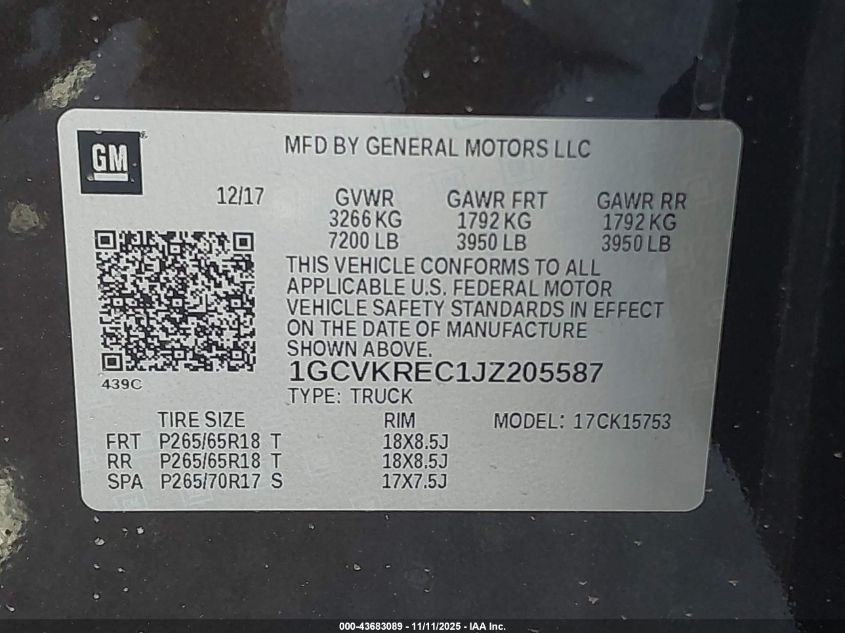 GM®
MFD BY GENERAL MOTORS LLC
12/17 GVWR GAWR FRT GAWR RR
3266 KG 1792 KG 1792 KG
7200 LB 3950 LB 3950 LB
THIS VEHICLE CONFORMS TO ALL
APPLICABLE U.S. FEDERAL MOTOR
VEHICLE SAFETY STANDARDS IN EFFECT
ON THE DATE OF MANUFACTURE
SHOWN ABOVE.
439C
1GCVKREC1JZ205587
TYPE: TRUCK
TIRE SIZE RIM MODEL: 17CK15753
FRT P265/65R18 T 18X8.5J
RR P265/65R18 T 18X8.5J
SPA P265/70R17 S 17X7.5J
000-43683089 - 11/11/2025 - IAA Inc.